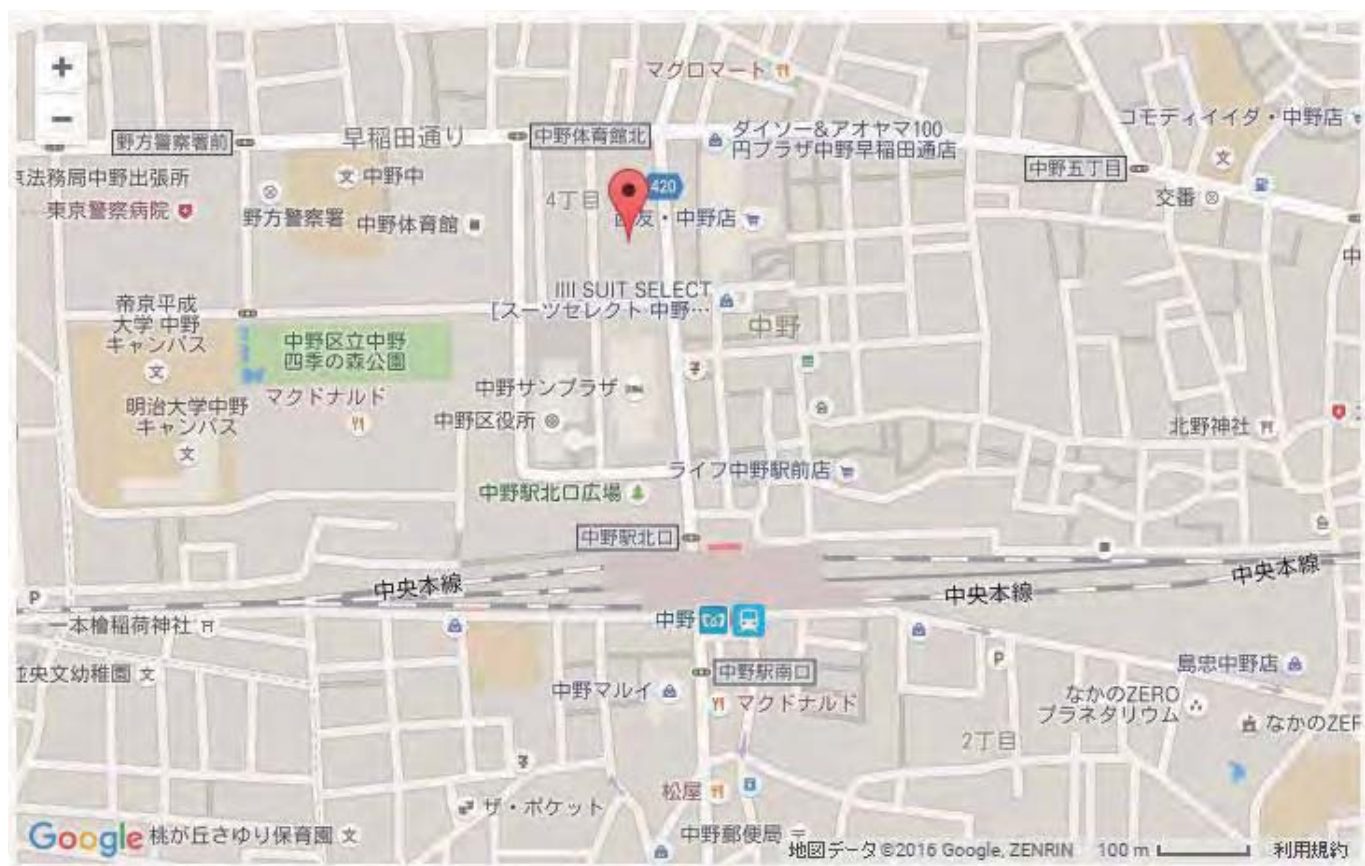 +
−
マグロマート
コモディイイダ・中野店
野方警察署前
早稲田通り
中野体育館北
ダイソー&アオヤマ100
円プラザ中野早稲田通店
中野五丁目
法務局中野出張所
東京警察病院
野方警察署
文 中野中
中野体育館
4丁目
420
友・中野店
交番
文
中
IIII SUIT SELECT
[スーツセレクト 中野…
帝京平成
大学 中野
キャンパス
文
中野区立中野
四季の森公園
中野
明治大学中野
キャンパス
文
マクドナルド
中野サンプラザ
中野区役所
北野神社
ライフ中野駅前店
中野駅北口広場
中野駅北口
中央本線
中央本線
中央本線
P
一本檜稲荷神社
中野
中野駅南口
P
島忠中野店
央文幼稚園 文
中野マルイ
マクドナルド
なかのZERO
プラネタリウム
なかのZER
2丁目
松屋
ザ・ポケット
Google
桃が丘さゆり保育園 文
中野郵便局
地図データ©2016 Google, ZENRIN
100 m
利用規約